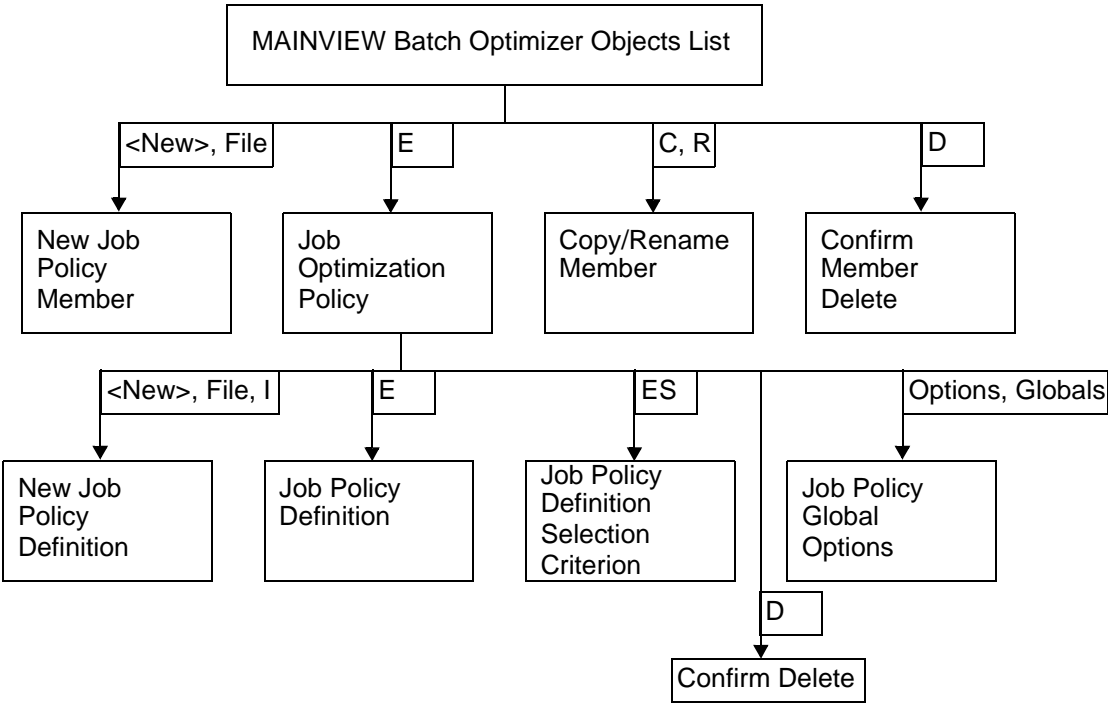 MAINVIEW Batch Optimizer Objects List
<New>, File
E
C, R
D
New Job
Policy
Member
Job
Optimization
Policy
Copy/Rename
Member
Confirm
Member
Delete
<New>, File, I
E
ES
Options, Globals
New Job
Policy
Definition
Job Policy
Definition
Job Policy
Definition
Selection
Criterion
Job Policy
Global
Options
D
Confirm Delete